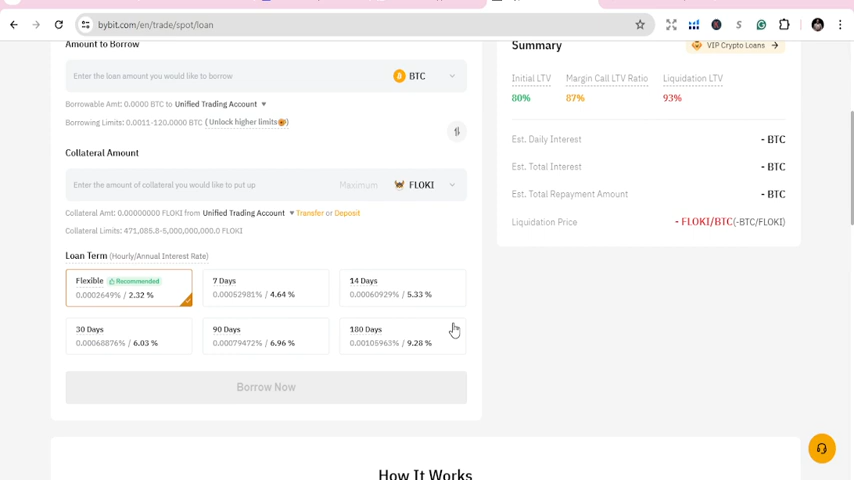 bybit.com/en/trade/spot/loan
Amount to Borrow
Enter the loan amount you would like to borrow BTC
Borrowable Amt: 0.0000 BTC to Unified Trading Account
Borrowing Limits: 0.0011-120.0000 BTC ( Unlock higher limits )
Collateral Amount
Enter the amount of collateral you would like to put up Maximum FLOKI
Collateral Amt: 0.00000000 FLOKI from Unified Trading Account Transfer or Deposit
Collateral Limits: 471,085.8-5,000,000,000.0 FLOKI
Loan Term (Hourly/Annual Interest Rate)
Flexible Recommended
0.0002649% / 2.32 %
7 Days
0.00052981% / 4.64 %
14 Days
0.00060929% / 5.33 %
30 Days
0.00068876% / 6.03 %
90 Days
0.00079472% / 6.96 %
180 Days
0.00105963% / 9.28 %
Borrow Now
Summary
VIP Crypto Loans
Initial LTV Margin Call LTV Ratio Liquidation LTV
80% 87% 93%
Est. Daily Interest - BTC
Est. Total Interest - BTC
Est. Total Repayment Amount - BTC
Liquidation Price - FLOKI/BTC(-BTC/FLOKI)
How It Works